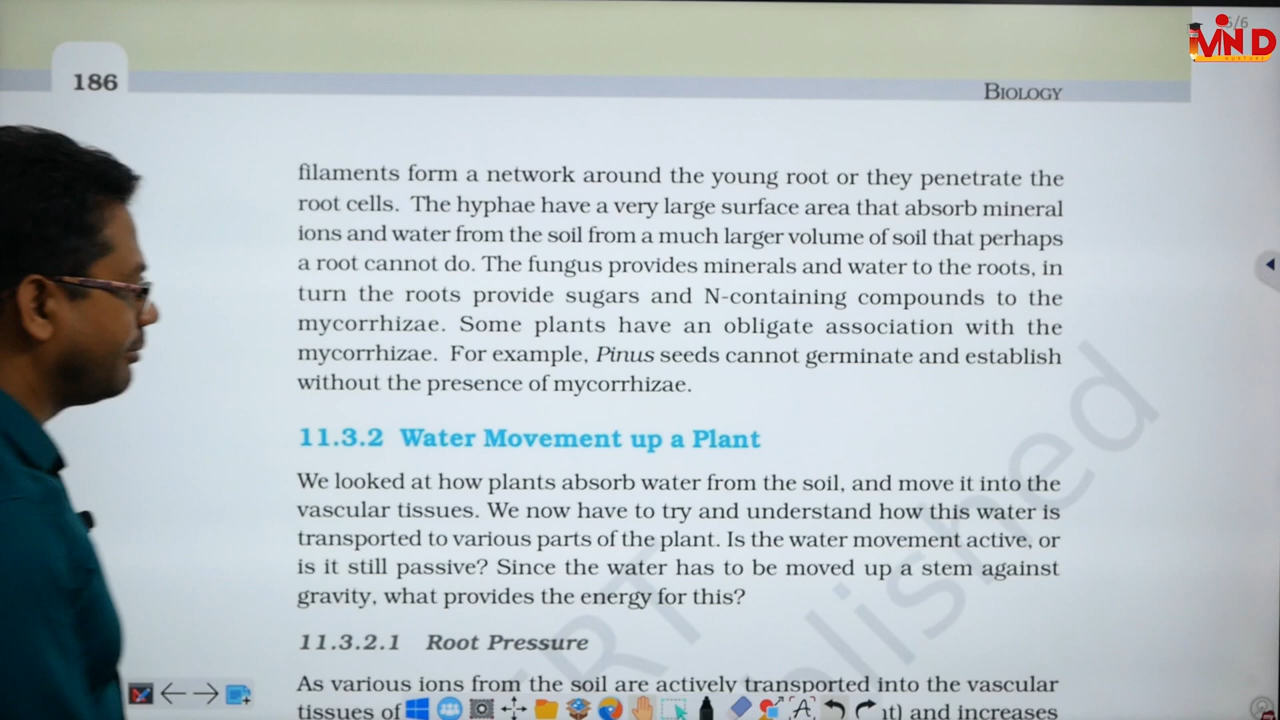 5/6
MIND
NURTURE
186
BIOLOGY
filaments form a network around the young root or they penetrate the
root cells. The hyphae have a very large surface area that absorb mineral
ions and water from the soil from a much larger volume of soil that perhaps
a root cannot do. The fungus provides minerals and water to the roots, in
turn the roots provide sugars and N-containing compounds to the
mycorrhizae. Some plants have an obligate association with the
mycorrhizae. For example, Pinus seeds cannot germinate and establish
without the presence of mycorrhizae.
11.3.2 Water Movement up a Plant
We looked at how plants absorb water from the soil, and move it into the
vascular tissues. We now have to try and understand how this water is
transported to various parts of the plant. Is the water movement active, or
is it still passive? Since the water has to be moved up a stem against
gravity, what provides the energy for this?
11.3.2.1 Root Pressure
As various ions from the soil are actively transported into the vascular
tissues of
and increases